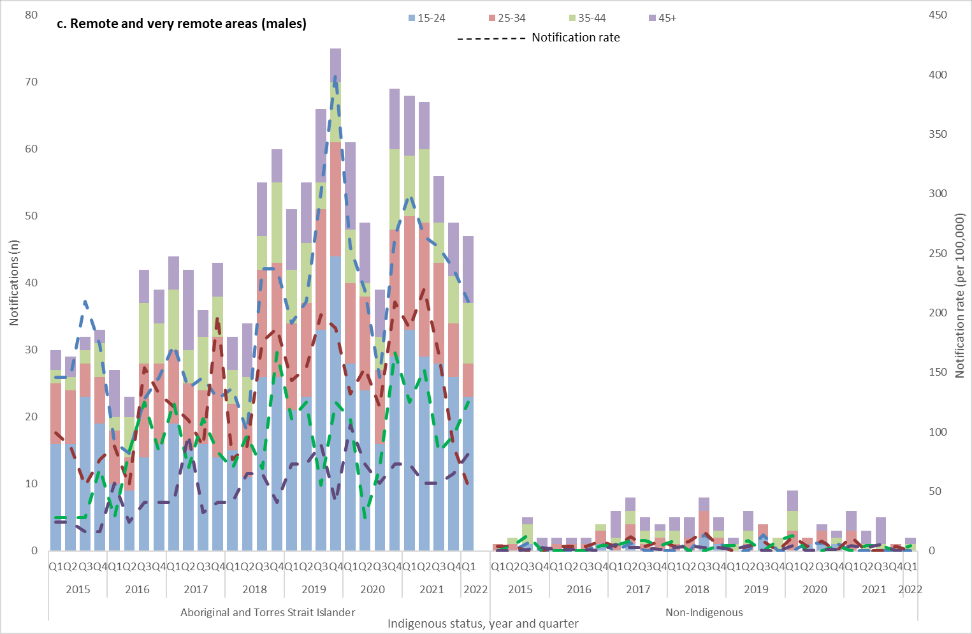 c. Remote and very remote areas (males)
15-24 25-34 35-44 45+
Notification rate
Notifications (n)
80
70
60
50
40
30
20
10
0
Notification rate (per 100,000)
450
400
350
300
250
200
150
100
50
0
Q1 Q2 Q3 Q4 Q1 Q2 Q3 Q4 Q1 Q2 Q3 Q4 Q1 Q2 Q3 Q4 Q1 Q2 Q3 Q4 Q1 Q2 Q3 Q4 Q1 Q2 Q3 Q4 Q1 Q1 Q2 Q3 Q4 Q1 Q2 Q3 Q4 Q1 Q2 Q3 Q4 Q1 Q2 Q3 Q4 Q1 Q2 Q3 Q4 Q1 Q2 Q3 Q4 Q1 Q2 Q3 Q4 Q1
2015 2016 2017 2018 2019 2020 2021 2022 2015 2016 2017 2018 2019 2020 2021 2022
Aboriginal and Torres Strait Islander Non-Indigenous
Indigenous status, year and quarter